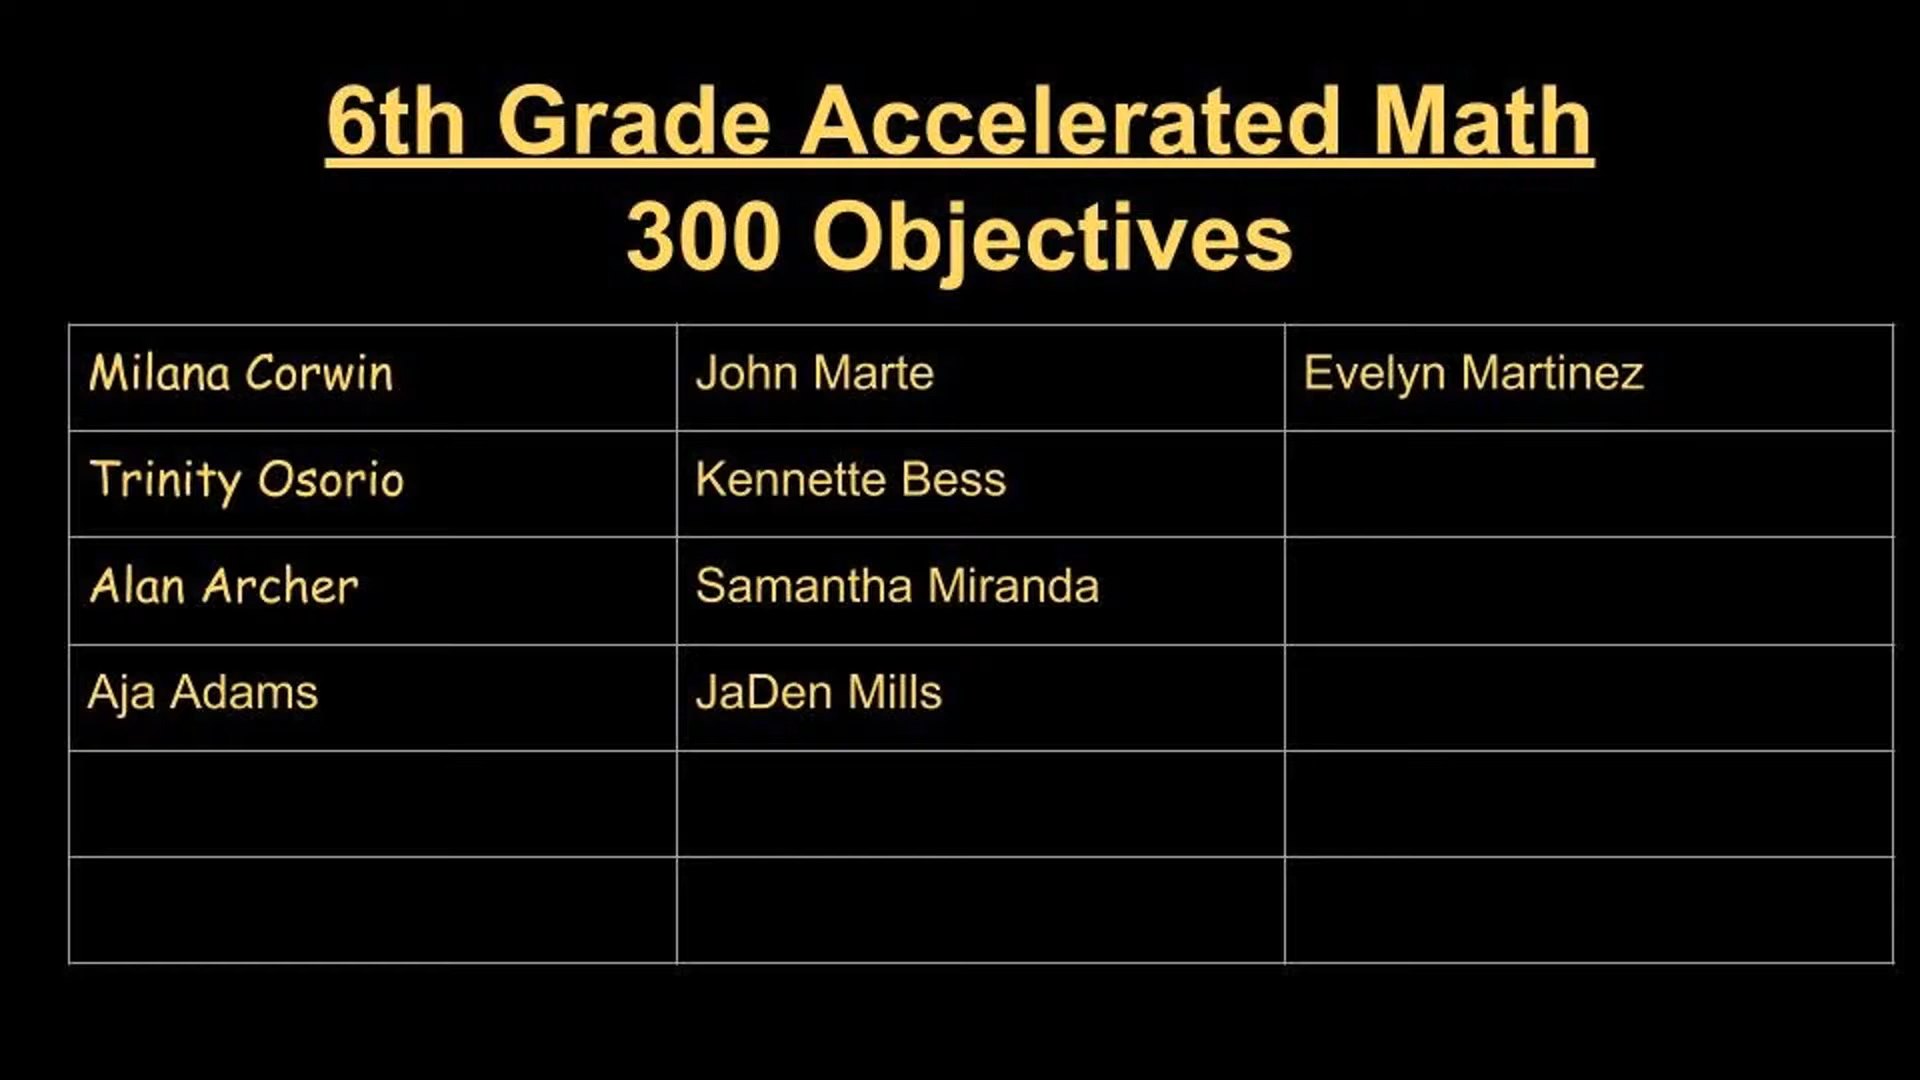 6th Grade Accelerated Math
300 Objectives
Milana Corwin John Marte Evelyn Martinez
Trinity Osorio Kennette Bess
Alan Archer Samantha Miranda
Aja Adams JaDen Mills